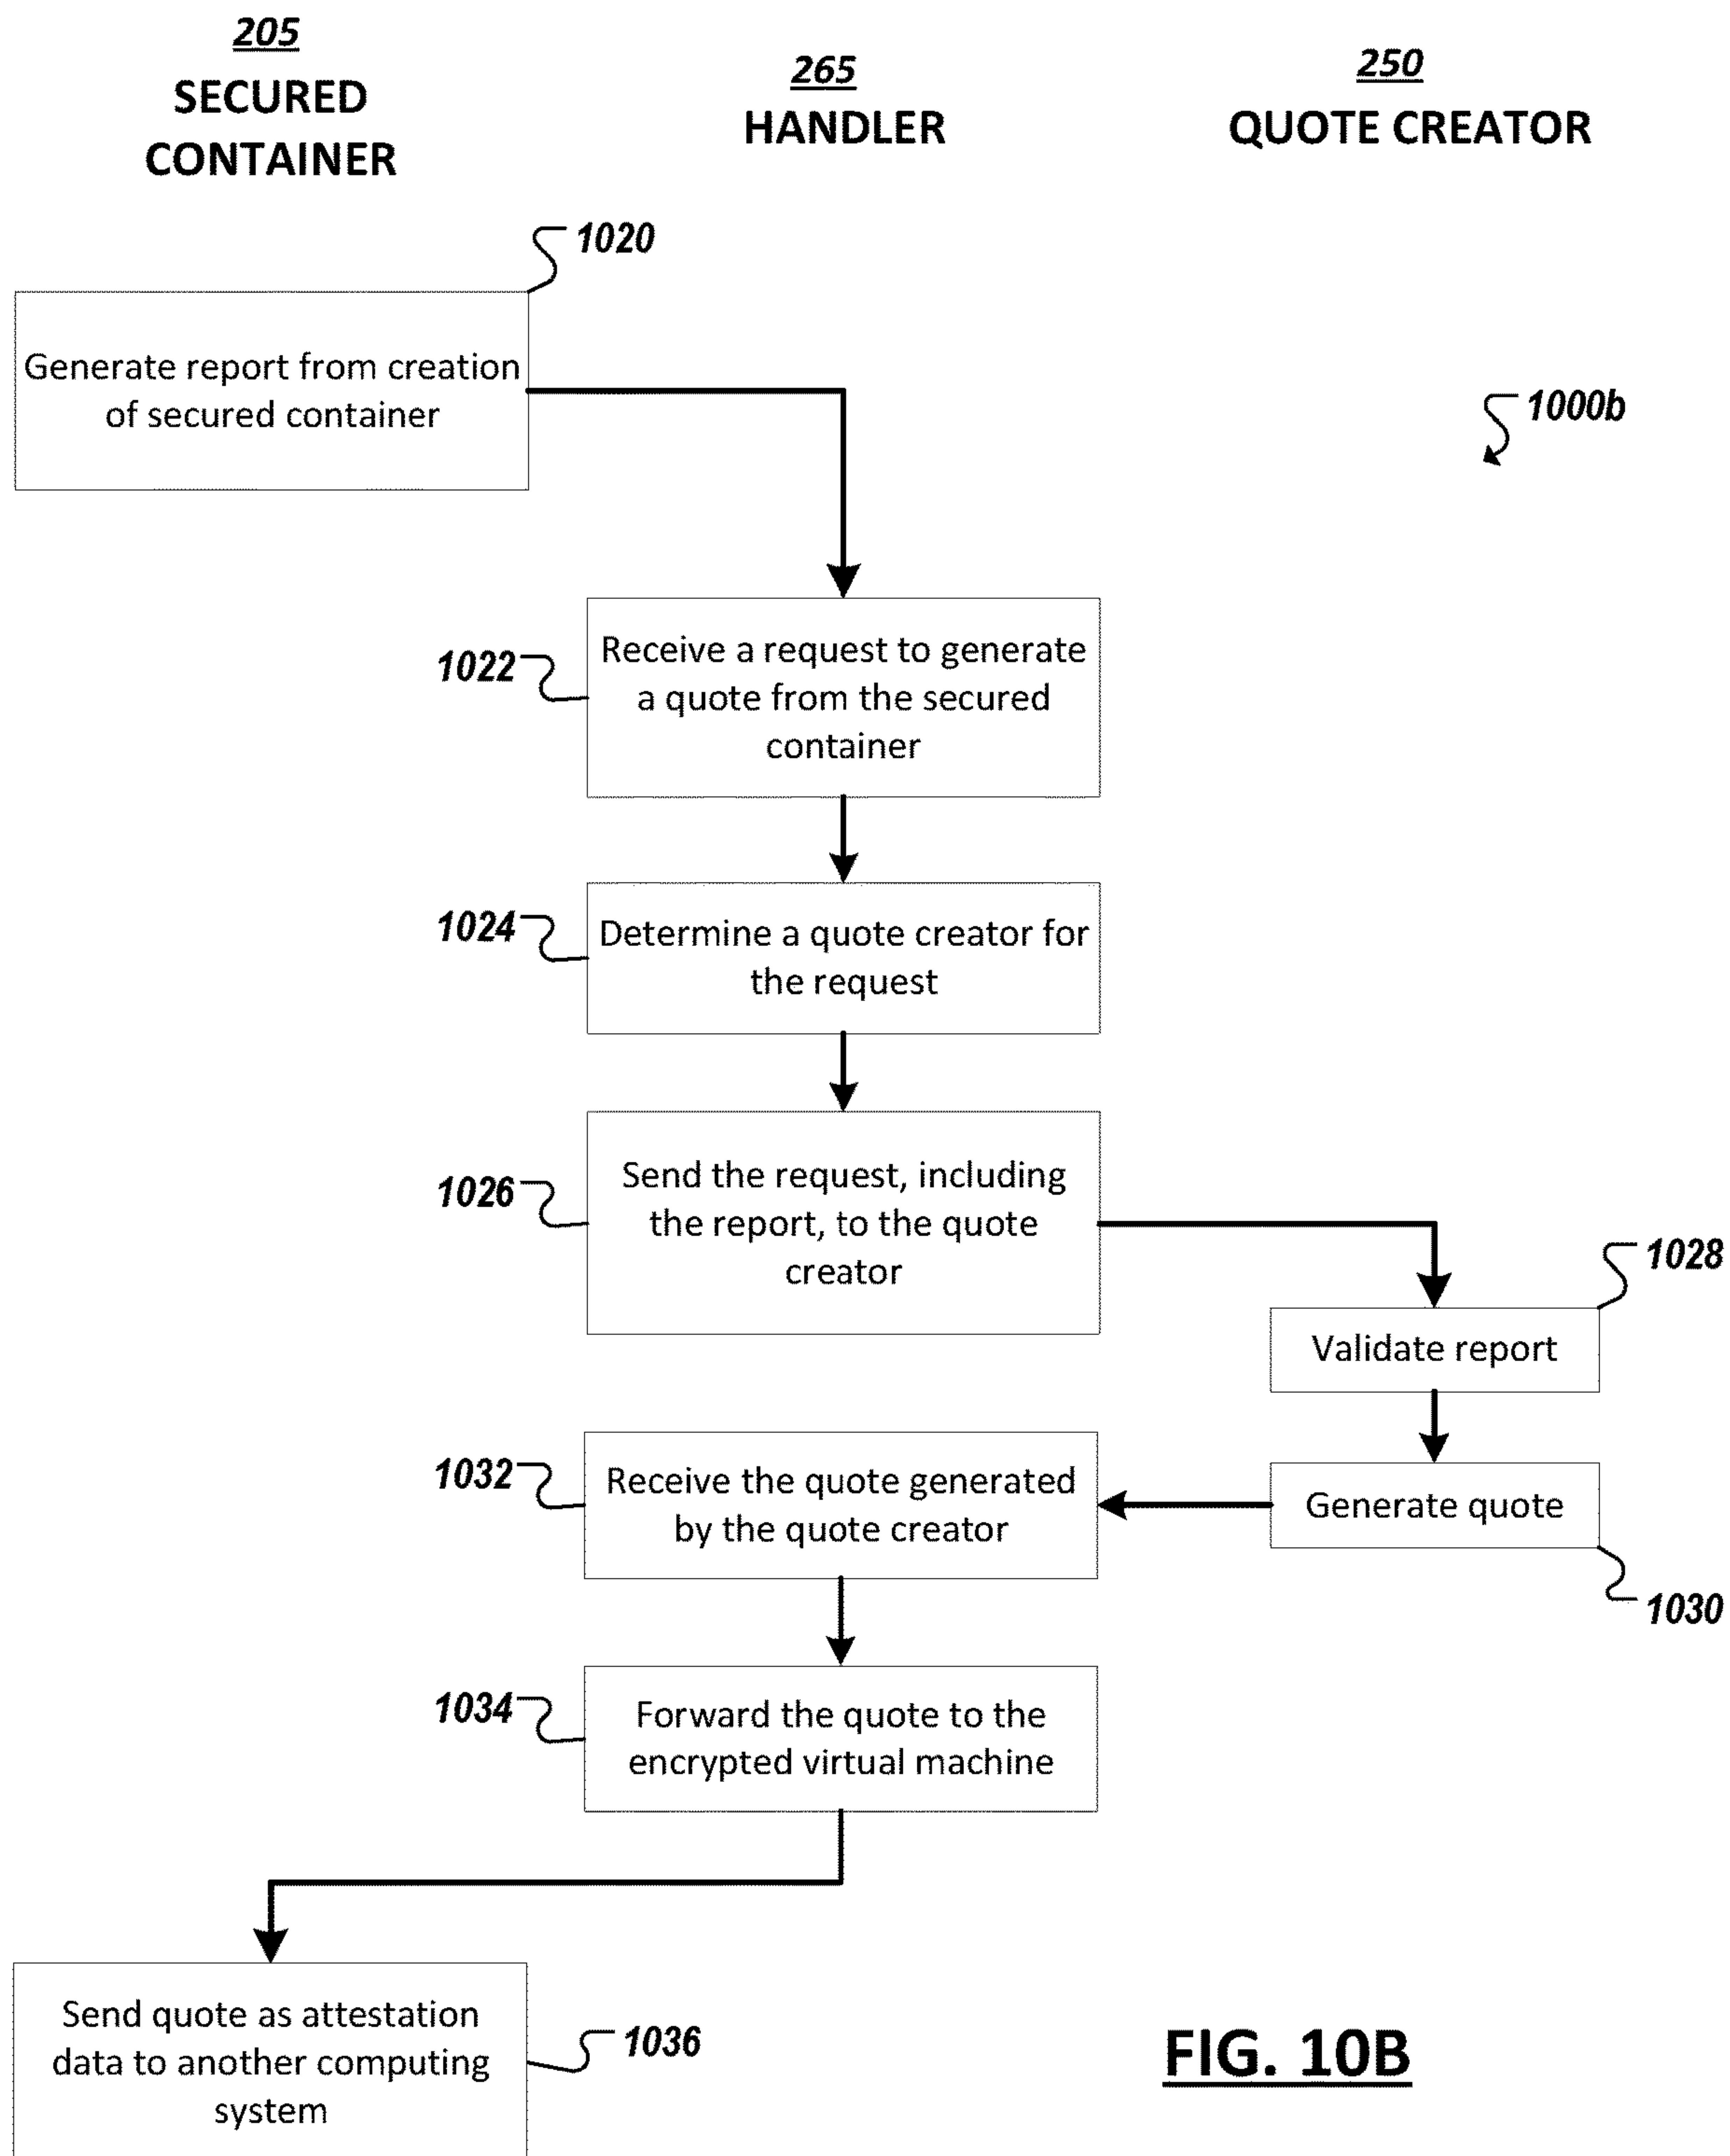 205
SECURED
CONTAINER
265
HANDLER
250
QUOTE CREATOR
1020
Generate report from creation
of secured container
1000b
1022
Receive a request to generate
a quote from the secured
container
1024
Determine a quote creator for
the request
1026
Send the request, including
the report, to the quote
creator
1028
Validate report
1032
Receive the quote generated
by the quote creator
Generate quote
1030
1034
Forward the quote to the
encrypted virtual machine
Send quote as attestation
data to another computing
system
1036
FIG. 10B